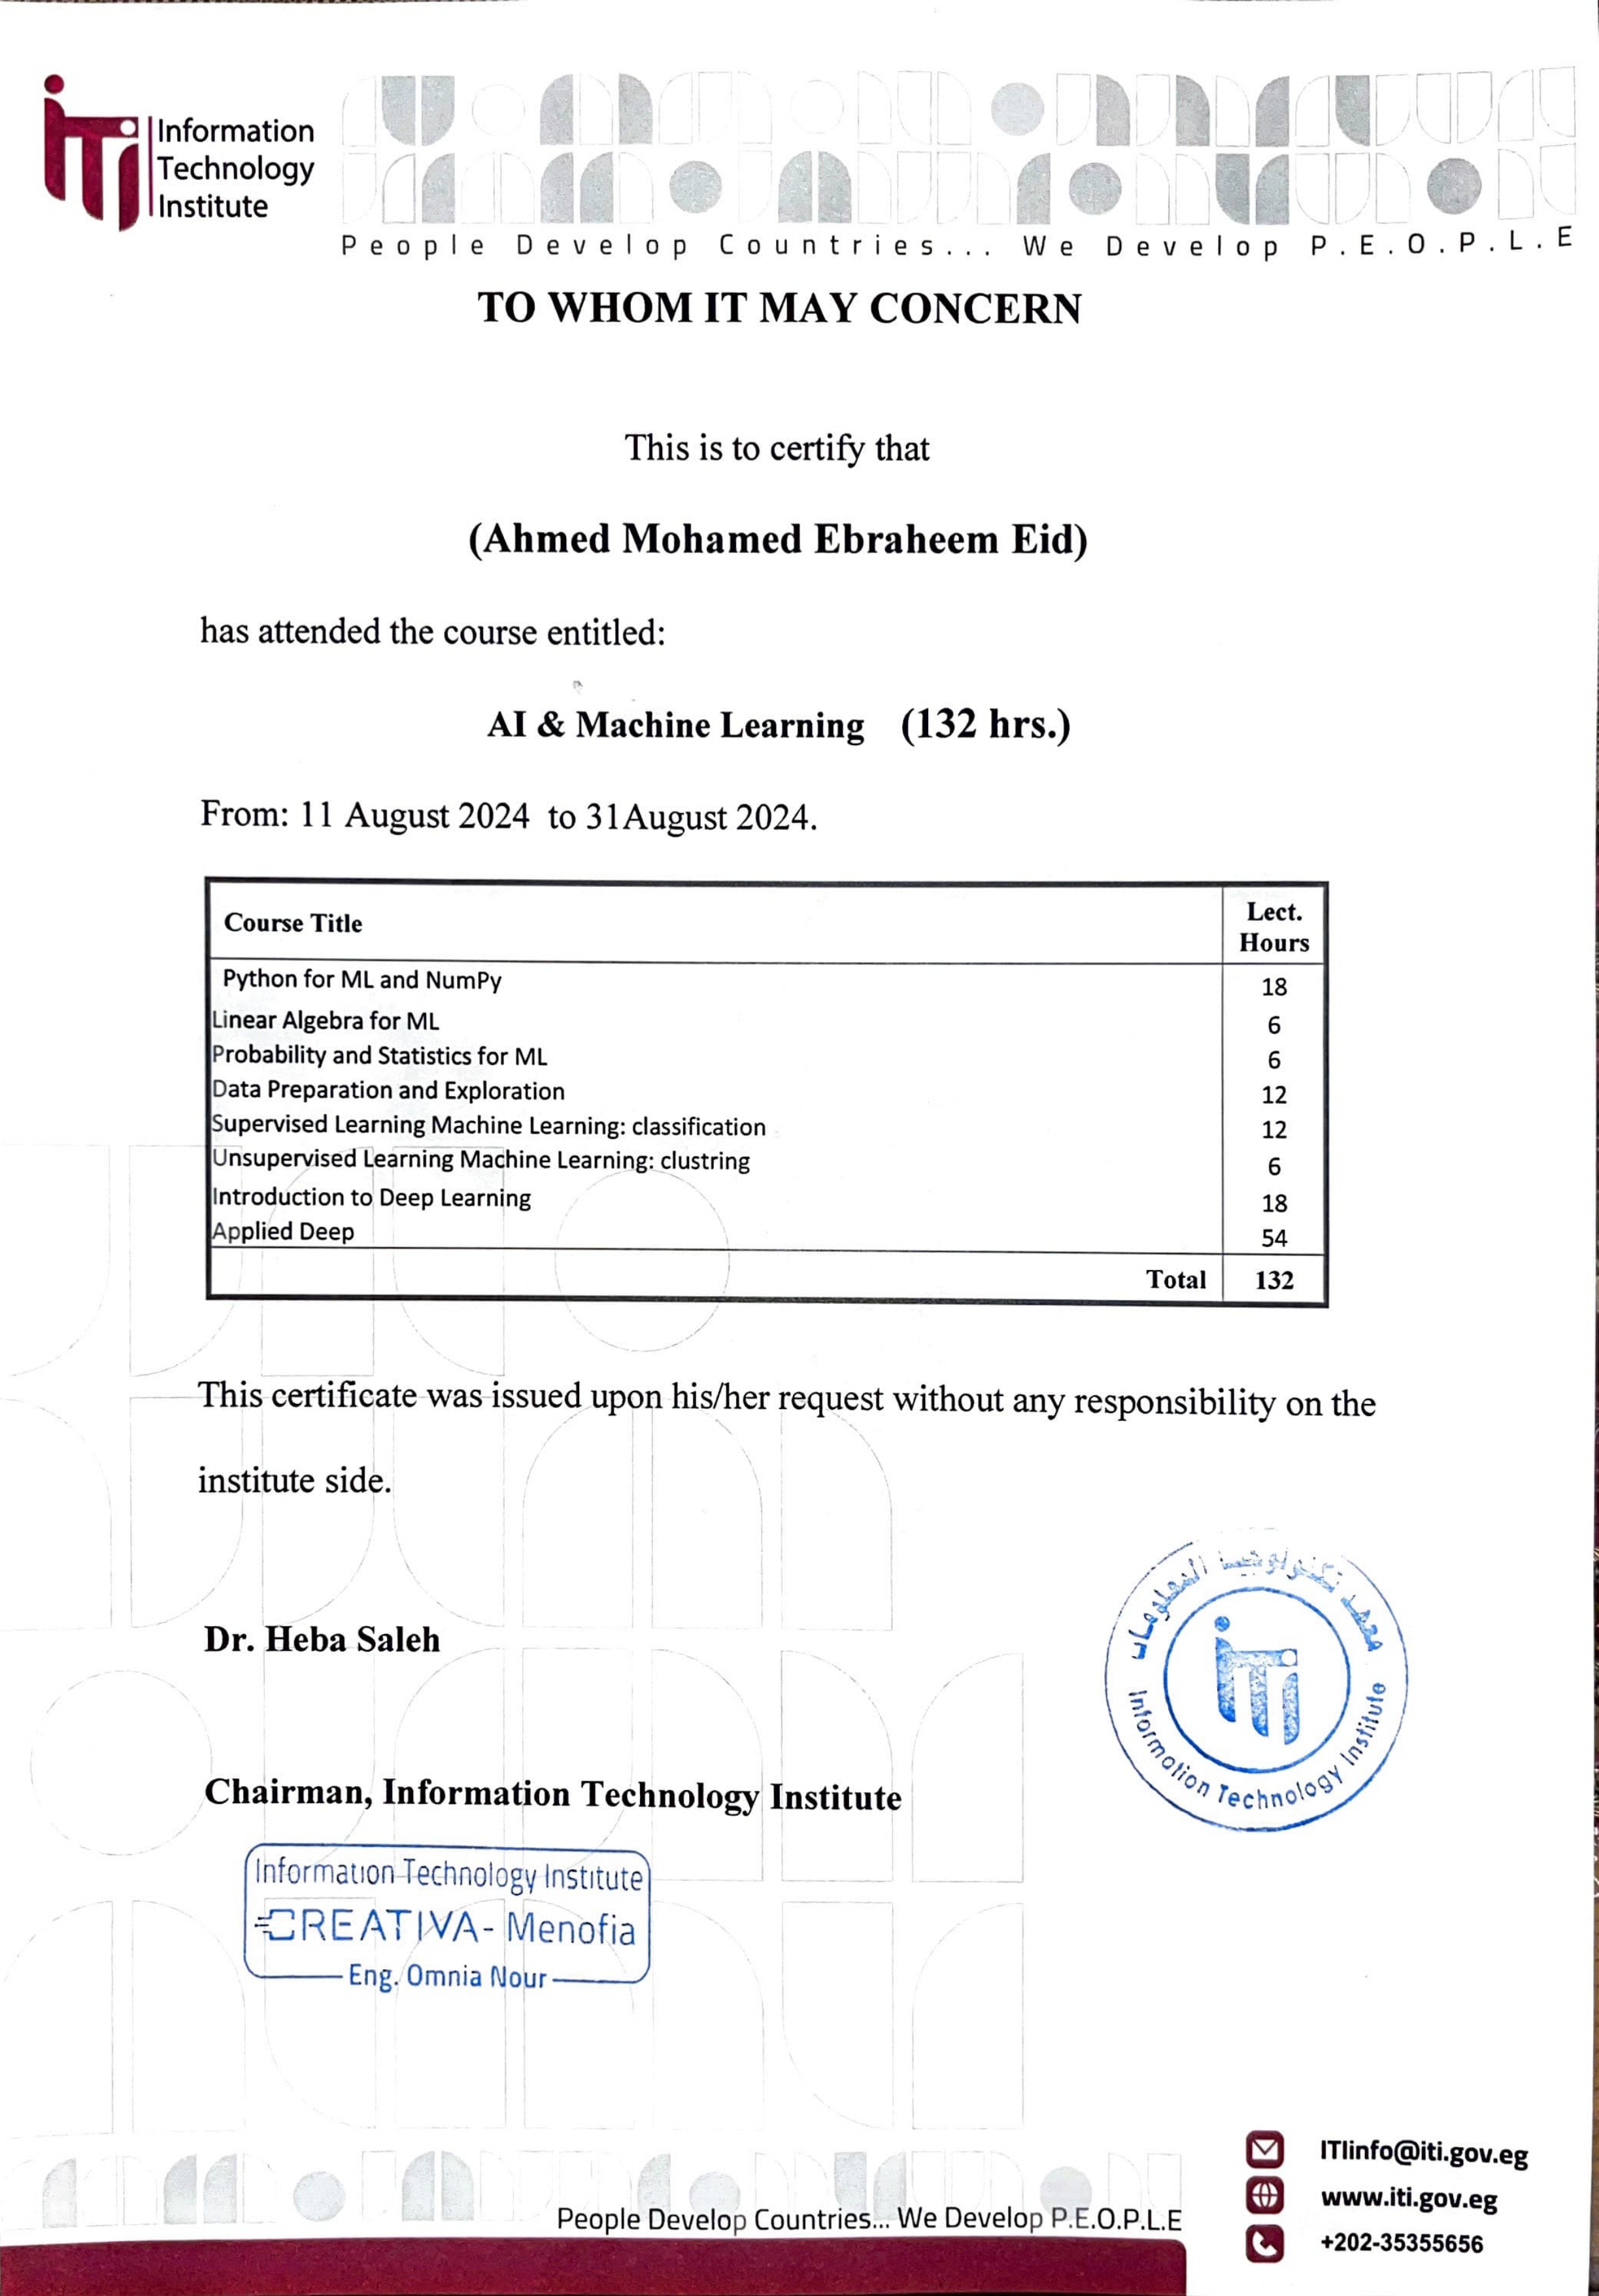 Information
Technology
Institute
People Develop Countries... We Develop P.E.O.P.L.E
TO WHOM IT MAY CONCERN
This is to certify that
(Ahmed Mohamed Ebraheem Eid)
has attended the course entitled:
AI & Machine Learning (132 hrs.)
From: 11 August 2024 to 31August 2024.
Course Title Lect. Hours
Python for ML and NumPy 18
Linear Algebra for ML 6
Probability and Statistics for ML 6
Data Preparation and Exploration 12
Supervised Learning Machine Learning: classification 12
Unsupervised Learning Machine Learning: clustring 6
Introduction to Deep Learning 18
Applied Deep 54
Total 132
This certificate was issued upon his/her request without any responsibility on the
institute side.
معهد تكنولوجيا المعلومات
iTi
Information Technology Institute
Dr. Heba Saleh
Chairman, Information Technology Institute
Information Technology Institute
CREATIVA- Menofia
Eng. Omnia Nour
ITIinfo@iti.gov.eg
www.iti.gov.eg
+202-35355656
People Develop Countries... We Develop P.E.O.P.L.E